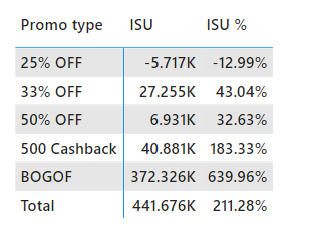 Promo type ISU ISU %
25% OFF -5.717K -12.99%
33% OFF 27.255K 43.04%
50% OFF 6.931K 32.63%
500 Cashback 40.881K 183.33%
BOGOF 372.326K 639.96%
Total 441.676K 211.28%